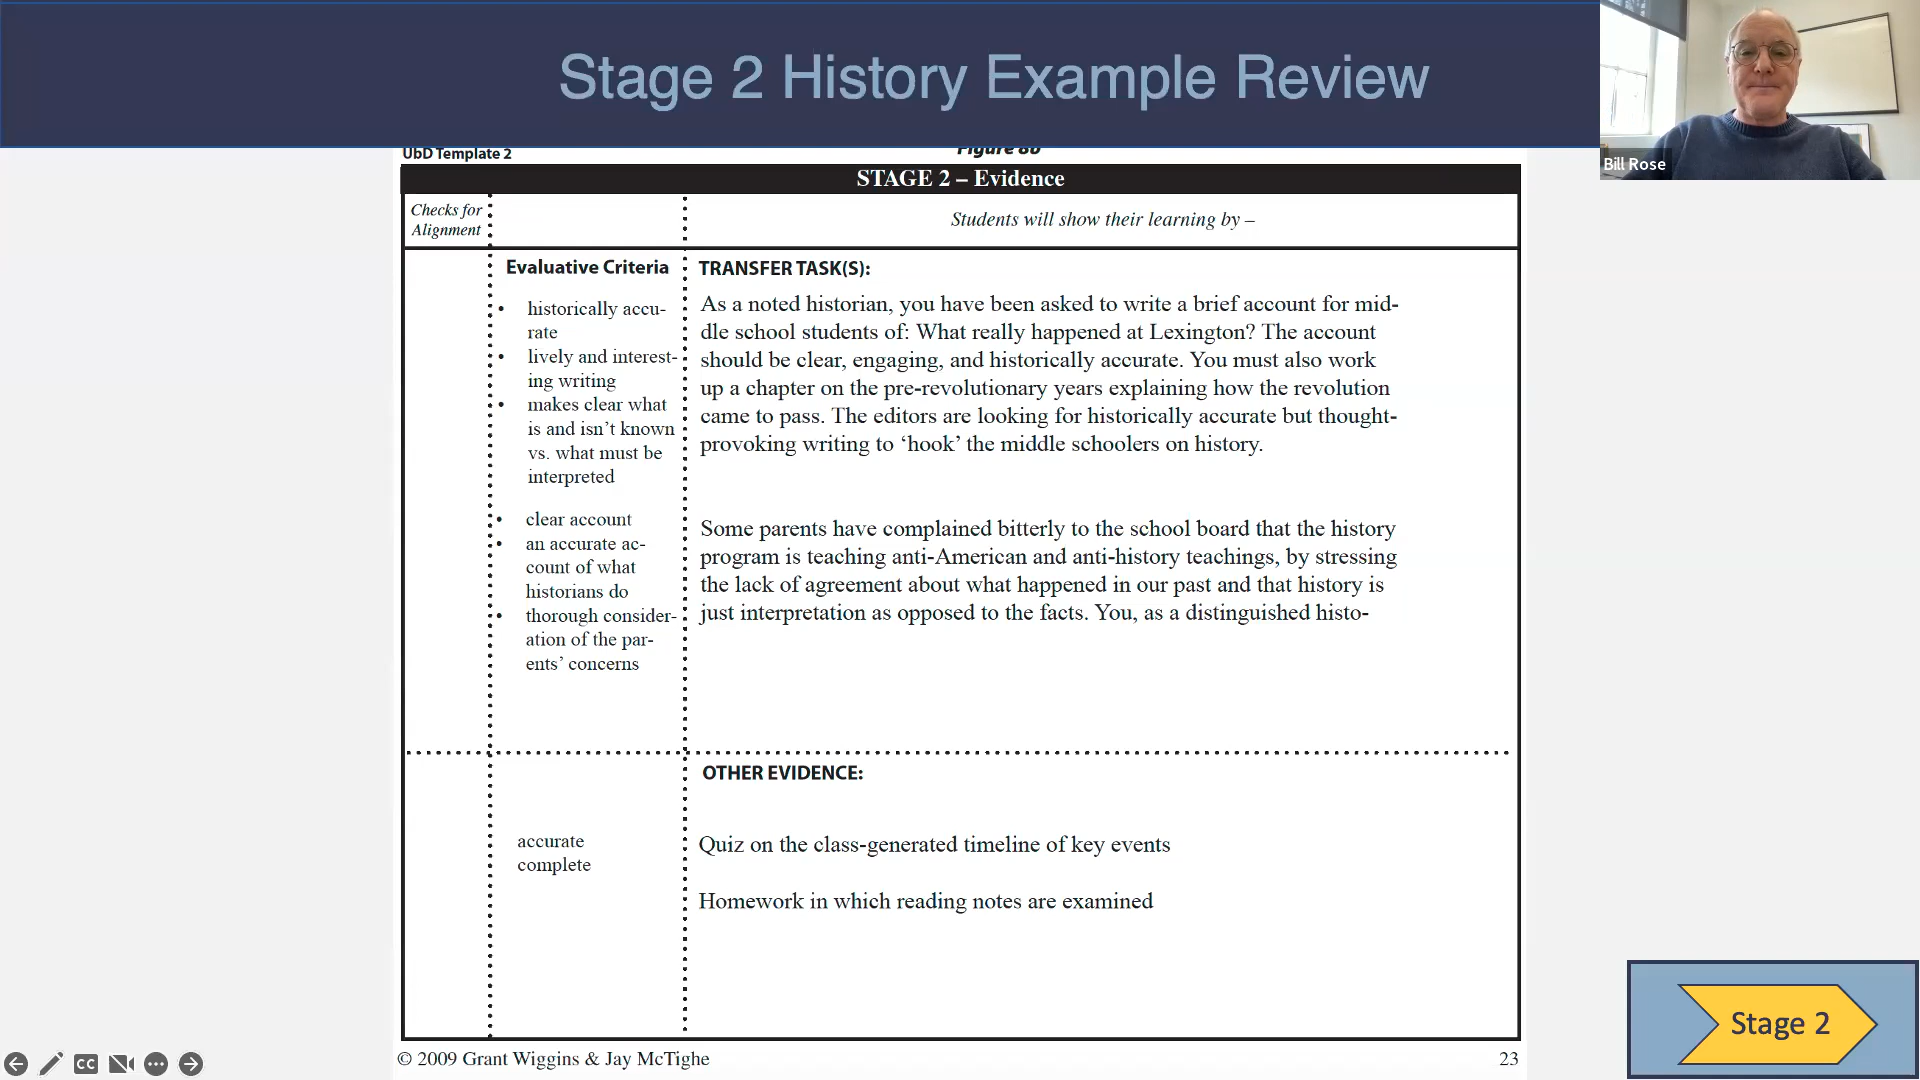 Stage 2 History Example Review
Bill Rose
UbD Template 2
Figure 8b
STAGE 2 – Evidence
Checks for
Alignment
Students will show their learning by –
Evaluative Criteria
• historically accu-
rate
• lively and interest-
ing writing
• makes clear what
is and isn’t known
vs. what must be
interpreted
• clear account
• an accurate ac-
count of what
historians do
• thorough consider-
ation of the par-
ents’ concerns
TRANSFER TASK(S):
As a noted historian, you have been asked to write a brief account for mid-
dle school students of: What really happened at Lexington? The account
should be clear, engaging, and historically accurate. You must also work
up a chapter on the pre-revolutionary years explaining how the revolution
came to pass. The editors are looking for historically accurate but thought-
provoking writing to ‘hook’ the middle schoolers on history.
Some parents have complained bitterly to the school board that the history
program is teaching anti-American and anti-history teachings, by stressing
the lack of agreement about what happened in our past and that history is
just interpretation as opposed to the facts. You, as a distinguished histo-
accurate
complete
OTHER EVIDENCE:
Quiz on the class-generated timeline of key events
Homework in which reading notes are examined
Stage 2
CC
© 2009 Grant Wiggins & Jay McTighe
23